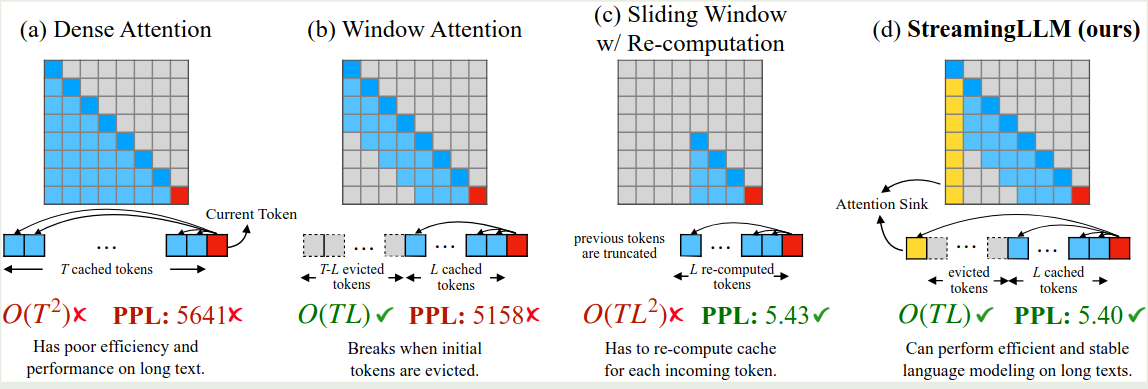 (a) Dense Attention
Current Token
...
T cached tokens
O(T²)✘ PPL: 5641✘
Has poor efficiency and
performance on long text.
(b) Window Attention
... ...
T-L evicted
tokens
L cached
tokens
O(TL)✓ PPL: 5158✘
Breaks when initial
tokens are evicted.
(c) Sliding Window
w/ Re-computation
previous tokens
are truncated
...
L re-computed
tokens
O(TL²)✘ PPL: 5.43✓
Has to re-compute cache
for each incoming token.
(d) StreamingLLM (ours)
Attention Sink
... ...
evicted
tokens
L cached
tokens
O(TL)✓ PPL: 5.40✓
Can perform efficient and stable
language modeling on long texts.